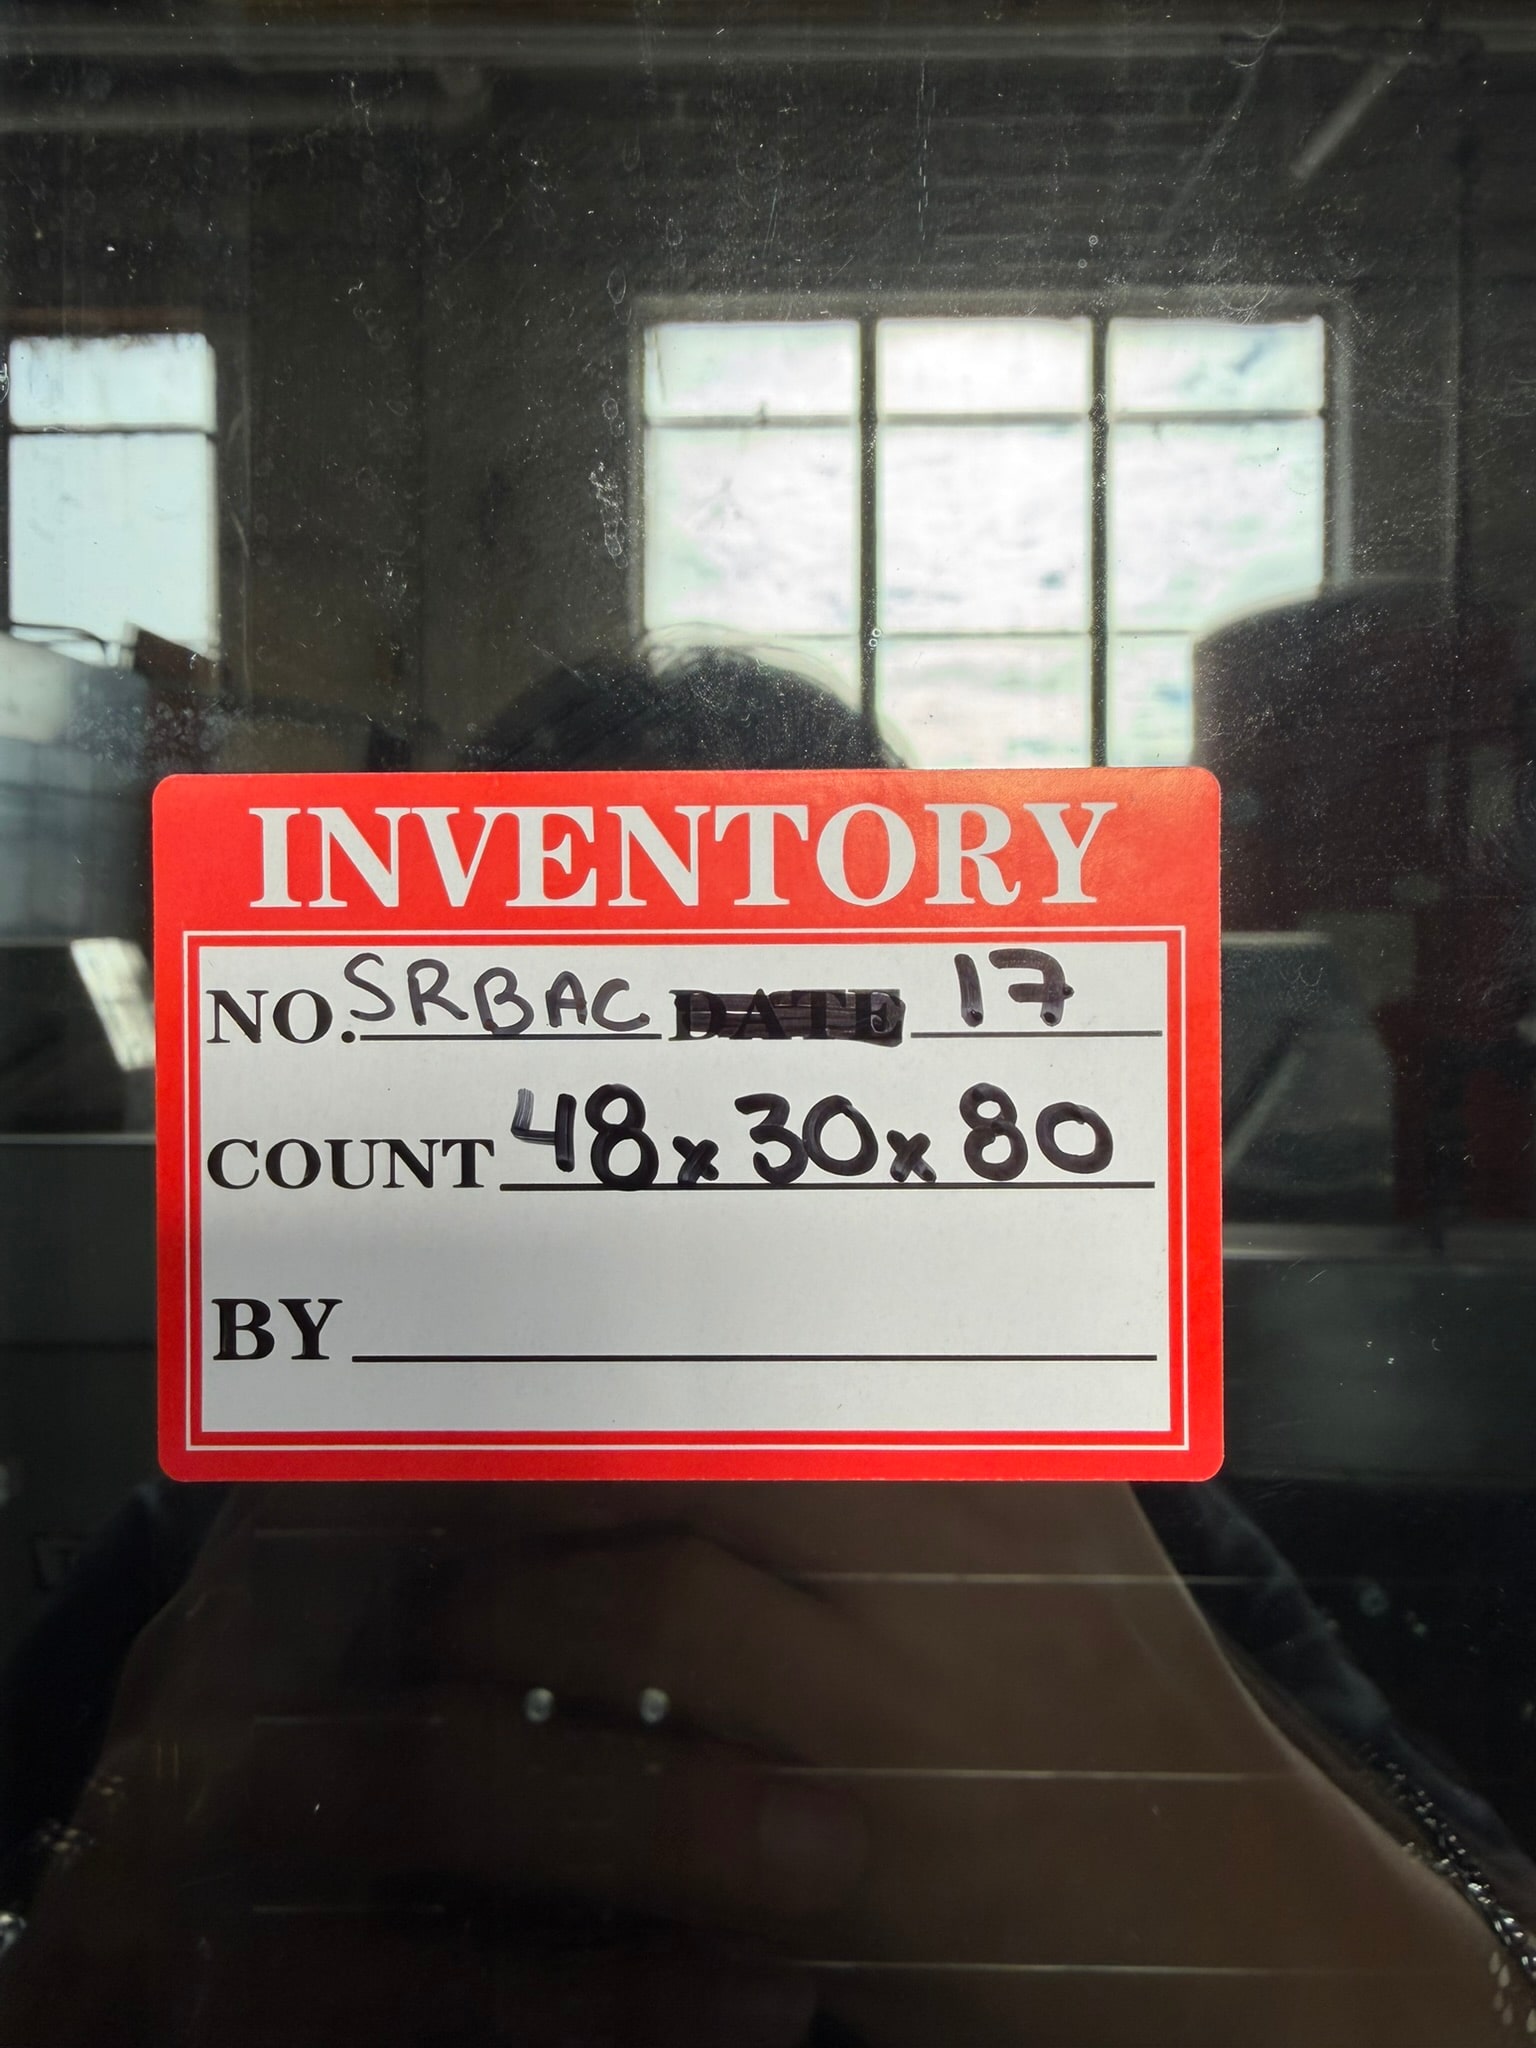 INVENTORY
NO. SRBAC DATE 17
COUNT 48x30x80
BY